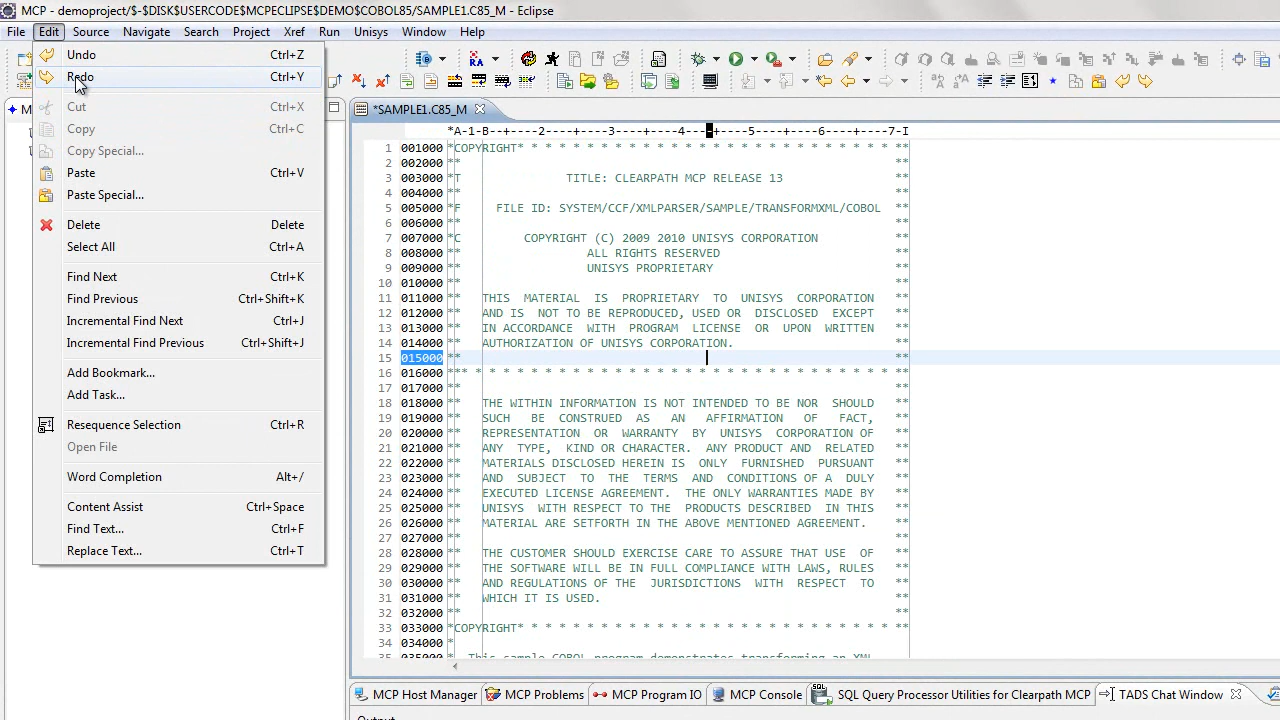 MCP - demoproject/$-$DISK$USERCODE$MCPECLIPSE$DEMO$COBOL85/SAMPLE1.C85_M - Eclipse
File Edit Source Navigate Search Project Xref Run Unisys Window Help
Undo Ctrl+Z
Redo Ctrl+Y
Cut Ctrl+X
Copy Ctrl+C
Copy Special...
Paste Ctrl+V
Paste Special...
Delete Delete
Select All Ctrl+A
Find Next Ctrl+K
Find Previous Ctrl+Shift+K
Incremental Find Next Ctrl+J
Incremental Find Previous Ctrl+Shift+J
Add Bookmark...
Add Task...
Resequence Selection Ctrl+R
Open File
Word Completion Alt+/
Content Assist Ctrl+Space
Find Text... Ctrl+F
Replace Text... Ctrl+T
*SAMPLE1.C85_M
*A-1-B--+----2----+----3----+----4----+----5----+----6----+----7-I
1 001000 *COPYRIGHT* * * * * * * * * * * * * * * * * * * * * * * * * * * **
2 002000 ** **
3 003000 *T TITLE: CLEARPATH MCP RELEASE 13 **
4 004000 ** **
5 005000 *F FILE ID: SYSTEM/CCF/XMLPARSER/SAMPLE/TRANSFORMXML/COBOL **
6 006000 ** **
7 007000 *C COPYRIGHT (C) 2009 2010 UNISYS CORPORATION **
8 008000 ** ALL RIGHTS RESERVED **
9 009000 ** UNISYS PROPRIETARY **
10 010000 ** **
11 011000 ** THIS MATERIAL IS PROPRIETARY TO UNISYS CORPORATION **
12 012000 ** AND IS NOT TO BE REPRODUCED, USED OR DISCLOSED EXCEPT **
13 013000 ** IN ACCORDANCE WITH PROGRAM LICENSE OR UPON WRITTEN **
14 014000 ** AUTHORIZATION OF UNISYS CORPORATION. **
15 015000 ** **
16 016000 *** * * * * * * * * * * * * * * * * * * * * * * * * * * * * * * **
17 017000 ** **
18 018000 ** THE WITHIN INFORMATION IS NOT INTENDED TO BE NOR SHOULD **
19 019000 ** SUCH BE CONSTRUED AS AN AFFIRMATION OF FACT, **
20 020000 ** REPRESENTATION OR WARRANTY BY UNISYS CORPORATION OF **
21 021000 ** ANY TYPE, KIND OR CHARACTER. ANY PRODUCT AND RELATED **
22 022000 ** MATERIALS DISCLOSED HEREIN IS ONLY FURNISHED PURSUANT **
23 023000 ** AND SUBJECT TO THE TERMS AND CONDITIONS OF A DULY **
24 024000 ** EXECUTED LICENSE AGREEMENT. THE ONLY WARRANTIES MADE BY **
25 025000 ** UNISYS WITH RESPECT TO THE PRODUCTS DESCRIBED IN THIS **
26 026000 ** MATERIAL ARE SETFORTH IN THE ABOVE MENTIONED AGREEMENT. **
27 027000 ** **
28 028000 ** THE CUSTOMER SHOULD EXERCISE CARE TO ASSURE THAT USE OF **
29 029000 ** THE SOFTWARE WILL BE IN FULL COMPLIANCE WITH LAWS, RULES **
30 030000 ** AND REGULATIONS OF THE JURISDICTIONS WITH RESPECT TO **
31 031000 ** WHICH IT IS USED. **
32 032000 ** **
33 033000 *COPYRIGHT* * * * * * * * * * * * * * * * * * * * * * * * * * * **
34 034000 *
35 035000 * This sample COBOL program demonstrates transforming an XML
MCP Host Manager MCP Problems MCP Program IO MCP Console SQL Query Processor Utilities for Clearpath MCP TADS Chat Window
Output